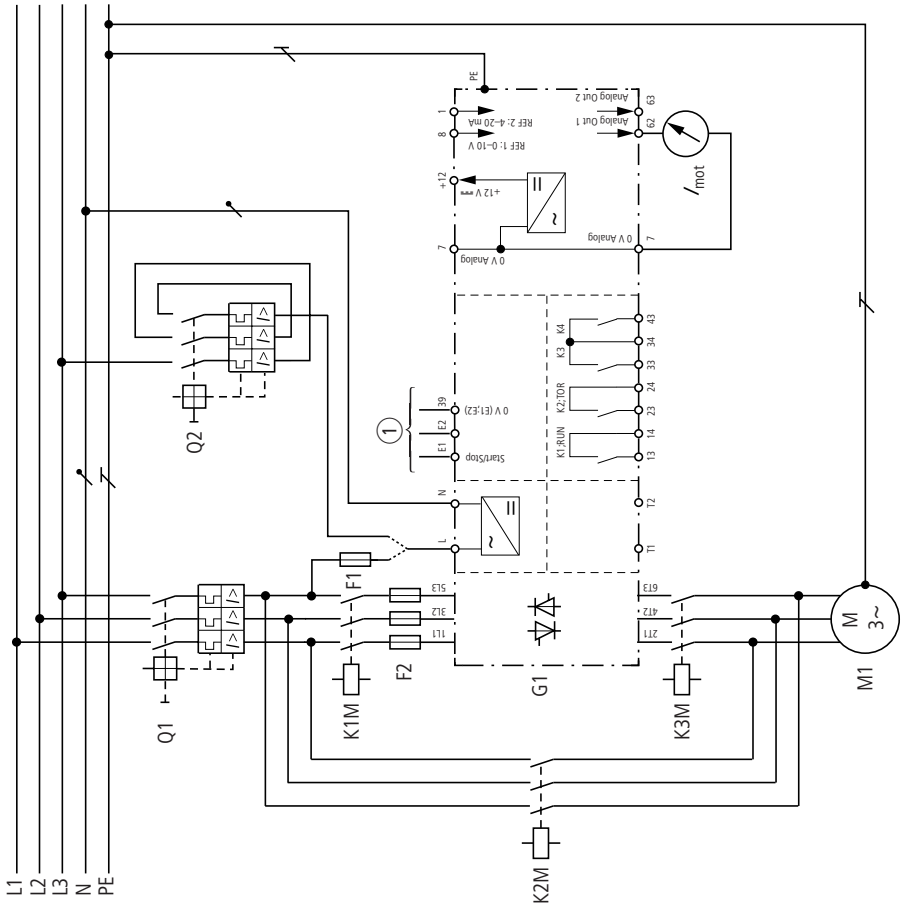 L1
L2
L3
N
PE
Q1
Q2
I>
I>
I>
I>
I>
I>
K1M
F1
F2
K2M
PE
1
8
+12
7
39
E2
E1
N
L
5L3
3L2
1L1
REF 2: 4–20 mA
REF 1: 0–10 V
+12 V
0 V Analog
0 V (E1;E2)
Start/Stop
1
~
=
~
=
G1
Analog Out 2
Analog Out 1
0 V Analog
K4
K3
K2;TOR
K1;RUN
63
62
7
43
34
33
24
23
14
13
T2
T1
6T3
4T2
2T1
K3M
I mot
M
3~
M1